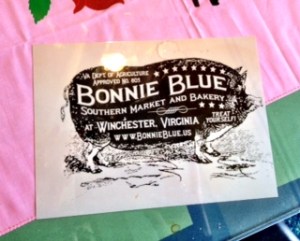 VA DEPT OF AGRICULTURE
APPROVED NO. 803
BONNIE BLUE
SOUTHERN MARKET AND BAKERY
AT WINCHESTER, VIRGINIA
TREAT YOURSELF!
WWW.BONNIEBLUE.US